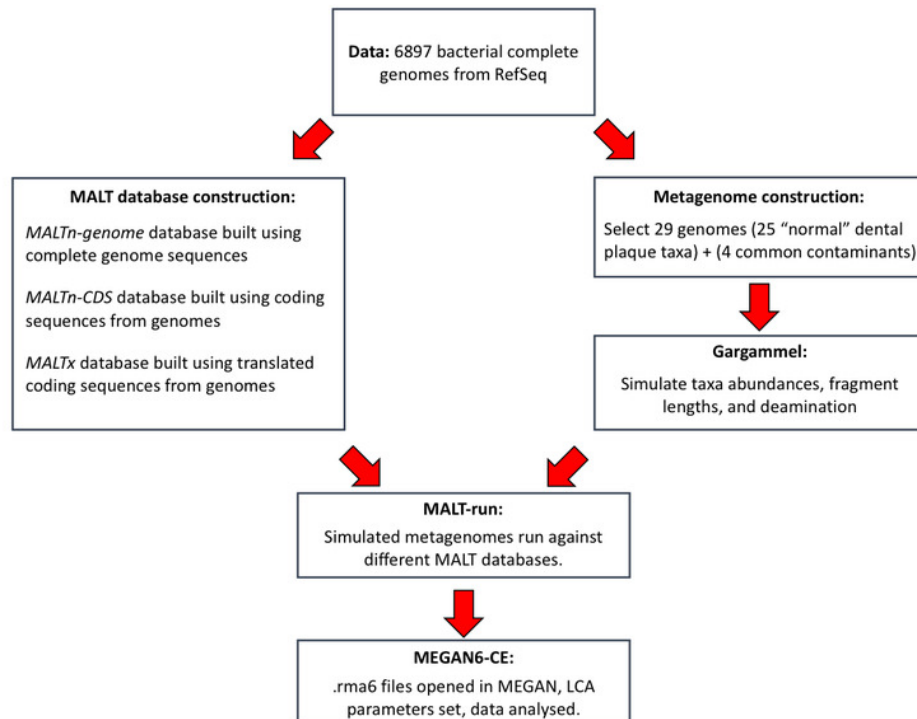 Data: 6897 bacterial complete
genomes from RefSeq
MALT database construction:
MALTn-genome database built using
complete genome sequences
MALTn-CDS database built using coding
sequences from genomes
MALTx database built using translated
coding sequences from genomes
Metagenome construction:
Select 29 genomes (25 “normal” dental
plaque taxa) + (4 common contaminants)
Gargammel:
Simulate taxa abundances, fragment
lengths, and deamination
MALT-run:
Simulated metagenomes run against
different MALT databases.
MEGAN6-CE:
.rma6 files opened in MEGAN, LCA
parameters set, data analysed.